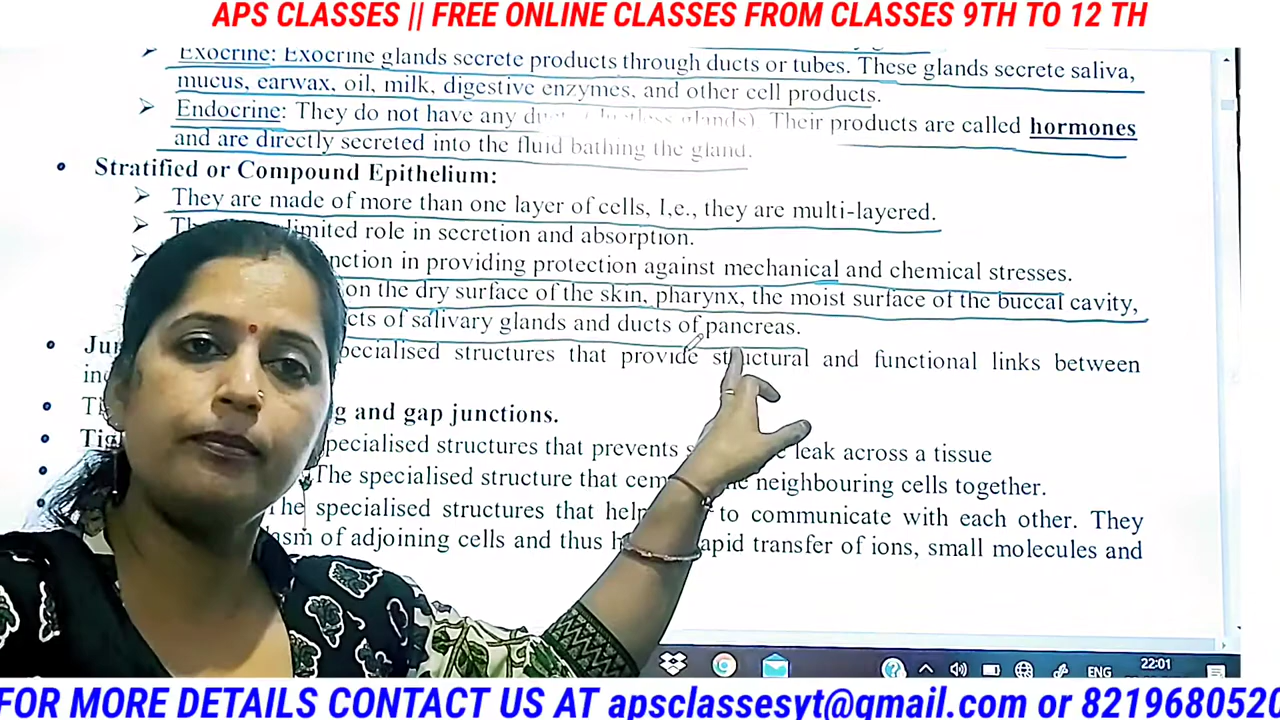 APS CLASSES || FREE ONLINE CLASSES FROM CLASSES 9TH TO 12 TH
Exocrine: Exocrine glands secrete products through ducts or tubes. These glands secrete saliva,
mucus, earwax, oil, milk, digestive enzymes, and other cell products.
Endocrine: They do not have any Their products are called hormones
and are directly secreted into the fluid bathing the gland.
Stratified or Compound Epithelium:
They are made of more than one layer of cells, I,e., they are multi-layered.
limited role in secretion and absorption.
in providing protection against mechanical and chemical stresses.
on the dry surface of the skin, pharynx, the moist surface of the buccal cavity,
of salivary glands and ducts of pancreas.
structures that provide structural and functional links between
and gap junctions.
specialised structures that prevents leak across a tissue
The specialised structure that neighbouring cells together.
The specialised structures that to communicate with each other. They
of adjoining cells and thus transfer of ions, small molecules and
ENG
22:01
FOR MORE DETAILS CONTACT US AT apsclassesyt@gmail.com or 8219680520